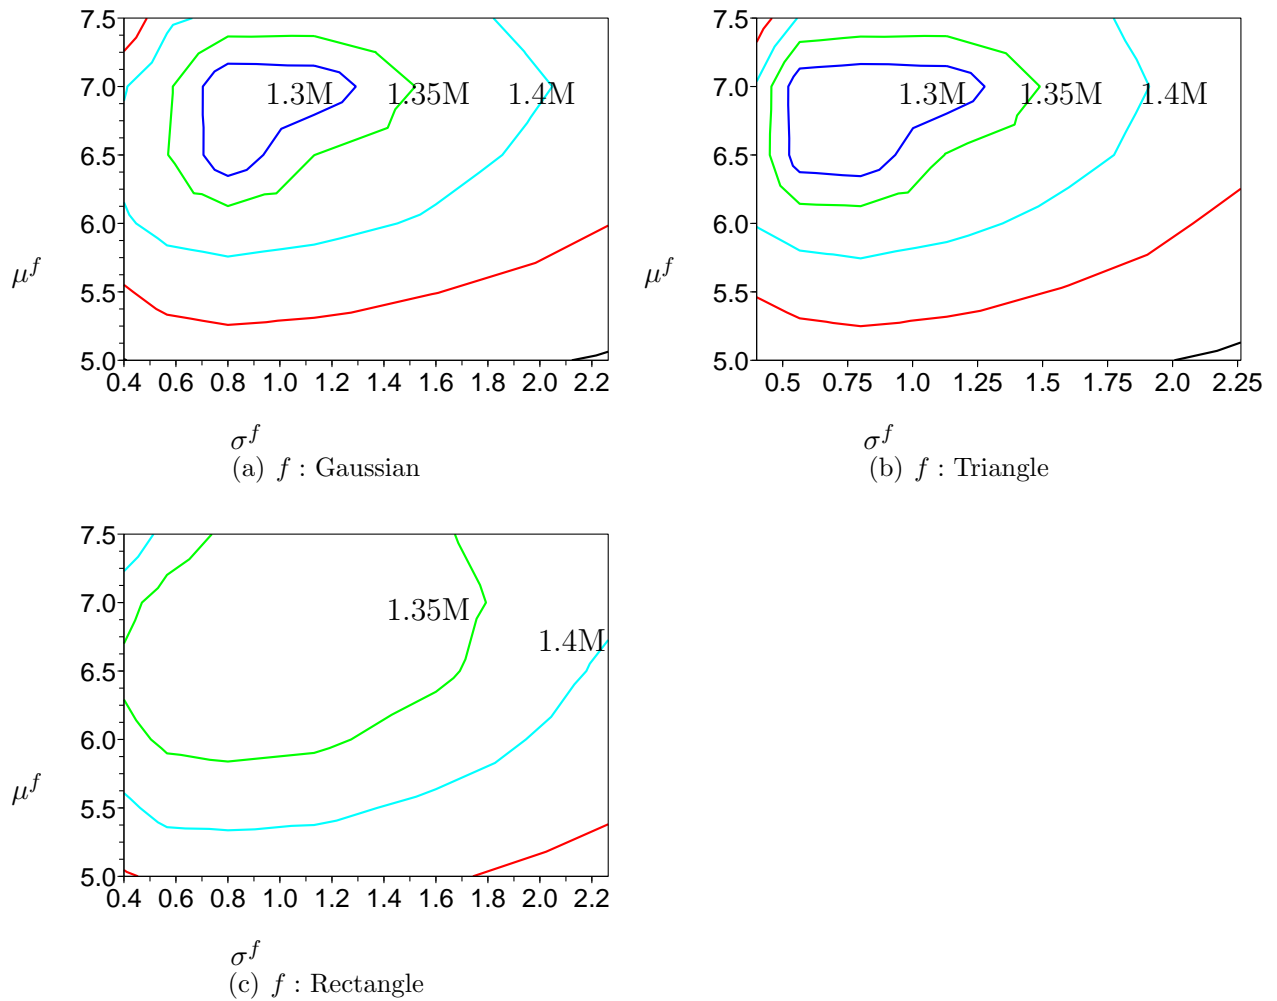 7.5
7.0
6.5
6.0
5.5
5.0
μ^f
1.3M 1.35M 1.4M
0.4 0.6 0.8 1.0 1.2 1.4 1.6 1.8 2.0 2.2
σ^f
(a) f : Gaussian
7.5
7.0
6.5
6.0
5.5
5.0
μ^f
1.3M 1.35M 1.4M
0.5 0.75 1.0 1.25 1.5 1.75 2.0 2.25
σ^f
(b) f : Triangle
7.5
7.0
6.5
6.0
5.5
5.0
μ^f
1.35M
1.4M
0.4 0.6 0.8 1.0 1.2 1.4 1.6 1.8 2.0 2.2
σ^f
(c) f : Rectangle